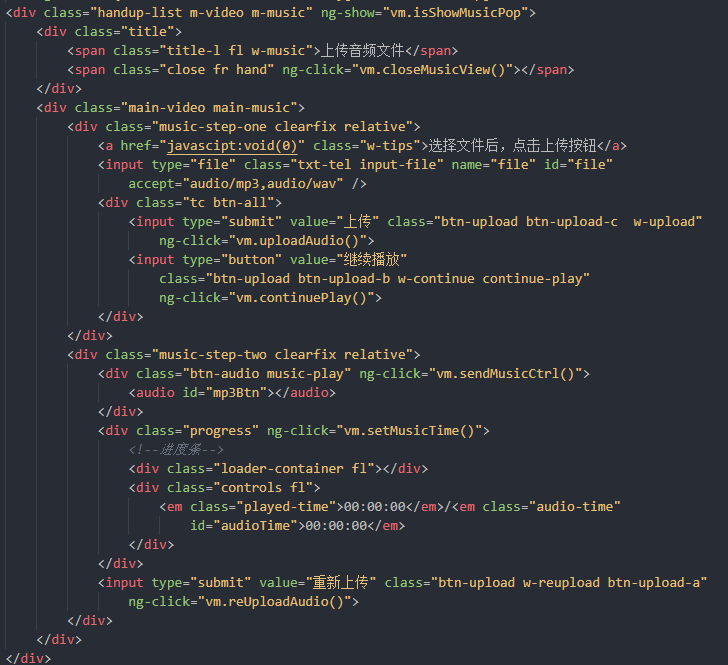 <div class="handup-list m-video m-music" ng-show="vm.isShowMusicPop">
<div class="title">
<span class="title-l fl w-music">上传音频文件</span>
<span class="close fr hand" ng-click="vm.closeMusicView()"></span>
</div>
<div class="main-video main-music">
<div class="music-step-one clearfix relative">
<a href="javascipt:void(0)" class="w-tips">选择文件后，点击上传按钮</a>
<input type="file" class="txt-tel input-file" name="file" id="file"
accept="audio/mp3,audio/wav" />
<div class="tc btn-all">
<input type="submit" value="上传" class="btn-upload btn-upload-c  w-upload"
ng-click="vm.uploadAudio()">
<input type="button" value="继续播放"
class="btn-upload btn-upload-b w-continue continue-play"
ng-click="vm.continuePlay()">
</div>
</div>
<div class="music-step-two clearfix relative">
<div class="btn-audio music-play" ng-click="vm.sendMusicCtrl()">
<audio id="mp3Btn"></audio>
</div>
<div class="progress" ng-click="vm.setMusicTime()">
<!--进度条-->
<div class="loader-container fl"></div>
<div class="controls fl">
<em class="played-time">00:00:00</em>/<em class="audio-time"
id="audioTime">00:00:00</em>
</div>
</div>
<input type="submit" value="重新上传" class="btn-upload w-reupload btn-upload-a"
ng-click="vm.reUploadAudio()">
</div>
</div>
</div>